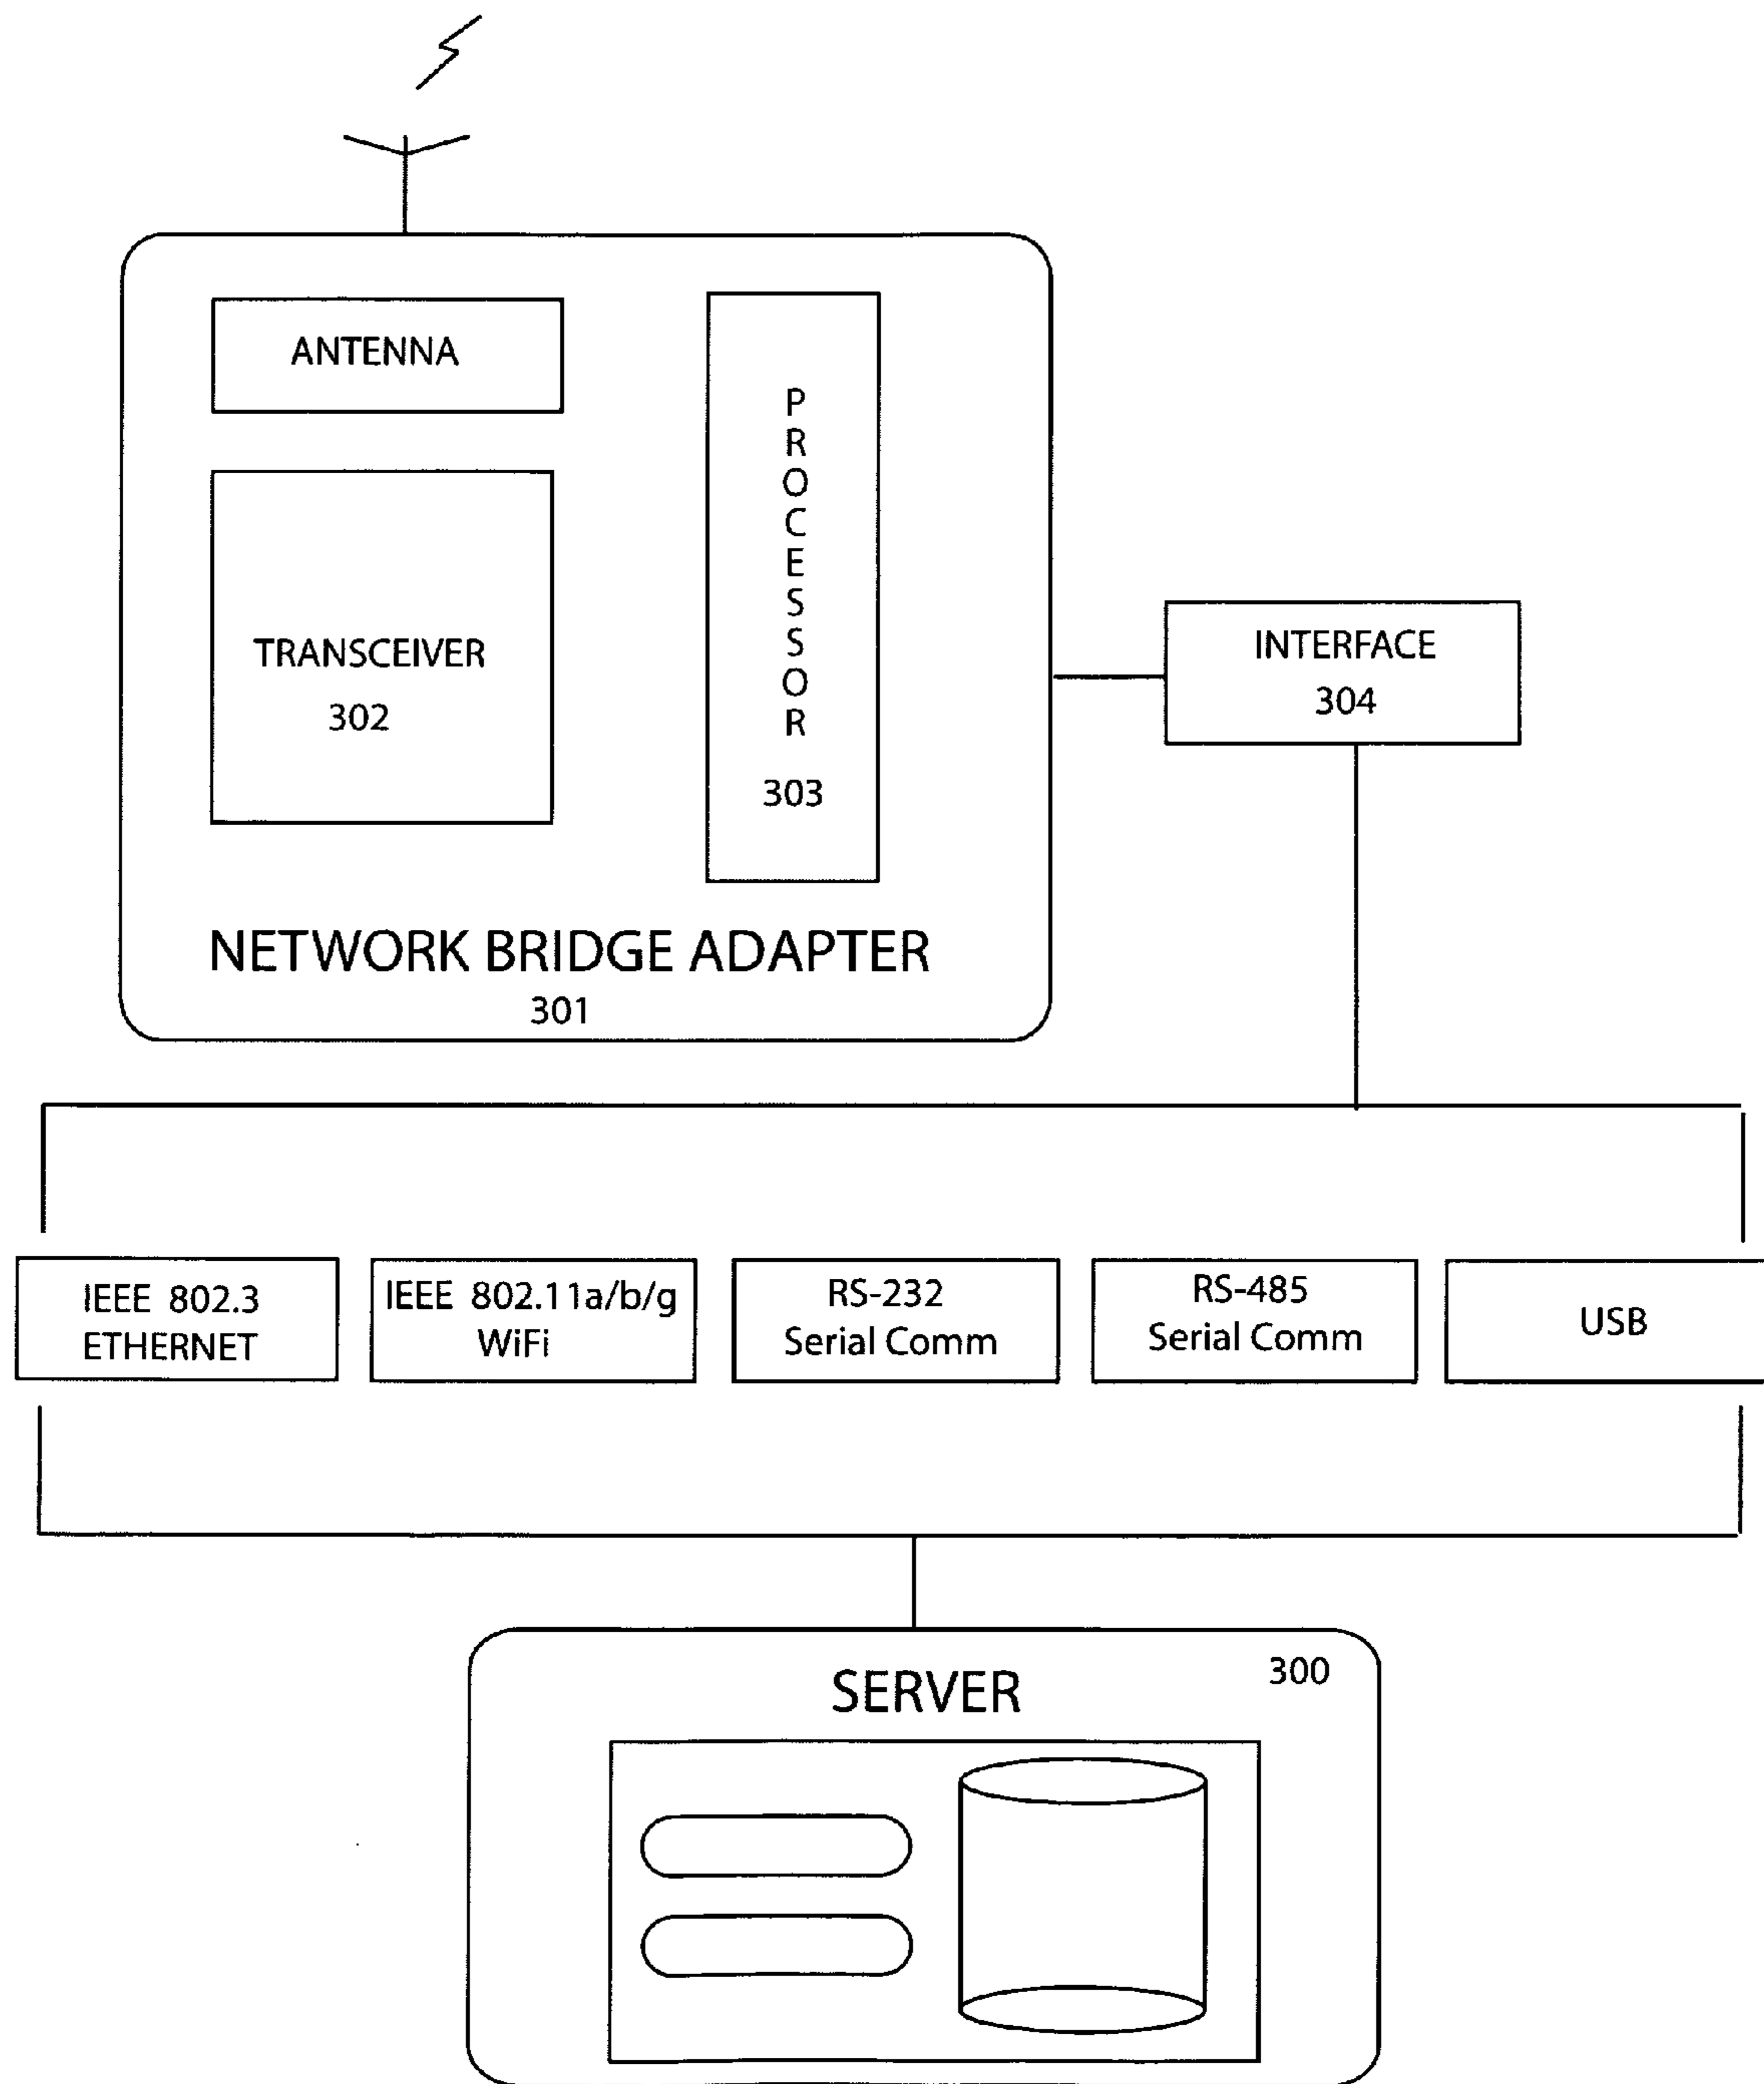 ANTENNA
PROCESSOR
303
TRANSCEIVER
302
NETWORK BRIDGE ADAPTER
301
INTERFACE
304
IEEE 802.3
ETHERNET
IEEE 802.11a/b/g
WiFi
RS-232
Serial Comm
RS-485
Serial Comm
USB
SERVER
300